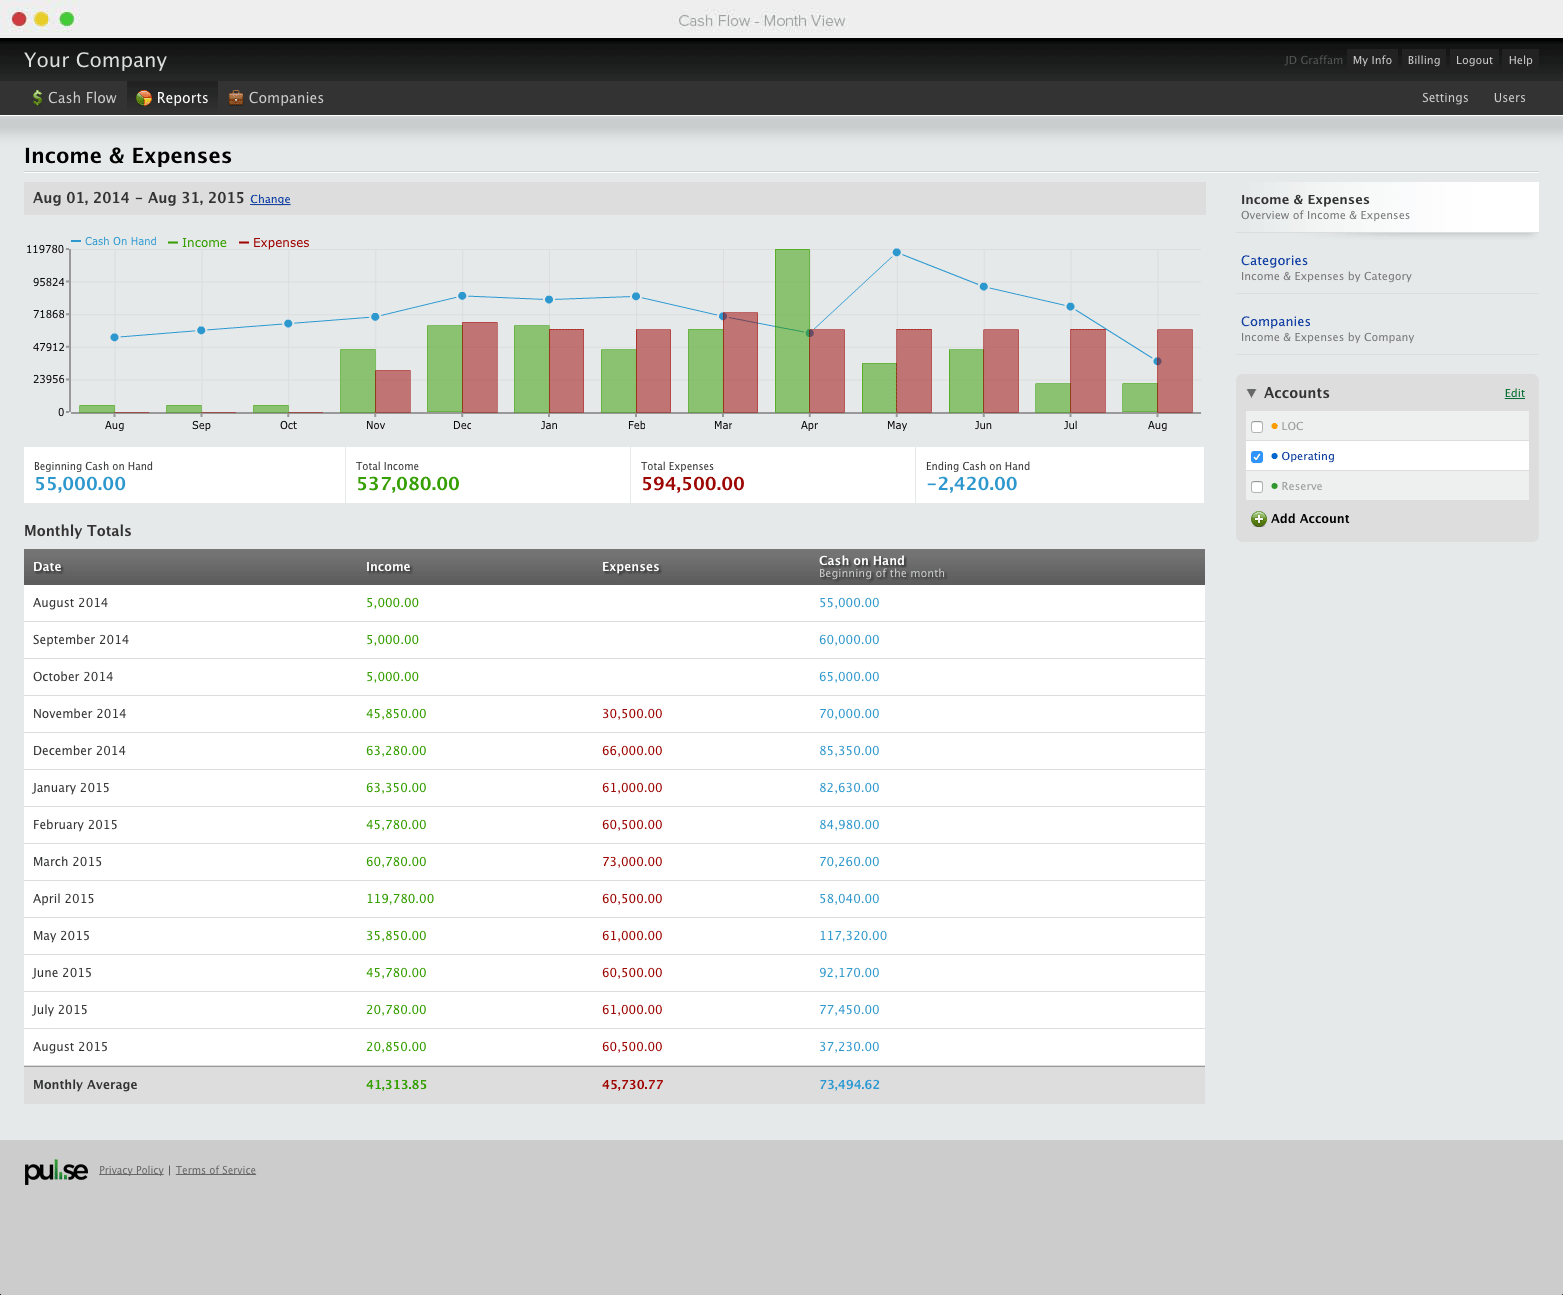 Cash Flow - Month View
Your Company
JD Graffam My Info Billing Logout Help
Cash Flow Reports Companies
Settings Users
Income & Expenses
Aug 01, 2014 – Aug 31, 2015 Change
Cash On Hand Income Expenses
119780
95824
71868
47912
23956
0
Aug Sep Oct Nov Dec Jan Feb Mar Apr May Jun Jul Aug
Beginning Cash on Hand
55,000.00
Total Income
537,080.00
Total Expenses
594,500.00
Ending Cash on Hand
-2,420.00
Monthly Totals
Date Income Expenses Cash on Hand
Beginning of the month
August 2014 5,000.00 55,000.00
September 2014 5,000.00 60,000.00
October 2014 5,000.00 65,000.00
November 2014 45,850.00 30,500.00 70,000.00
December 2014 63,280.00 66,000.00 85,350.00
January 2015 63,350.00 61,000.00 82,630.00
February 2015 45,780.00 60,500.00 84,980.00
March 2015 60,780.00 73,000.00 70,260.00
April 2015 119,780.00 60,500.00 58,040.00
May 2015 35,850.00 61,000.00 117,320.00
June 2015 45,780.00 60,500.00 92,170.00
July 2015 20,780.00 61,000.00 77,450.00
August 2015 20,850.00 60,500.00 37,230.00
Monthly Average 41,313.85 45,730.77 73,494.62
Income & Expenses
Overview of Income & Expenses
Categories
Income & Expenses by Category
Companies
Income & Expenses by Company
Accounts Edit
LOC
Operating
Reserve
Add Account
pulse Privacy Policy | Terms of Service